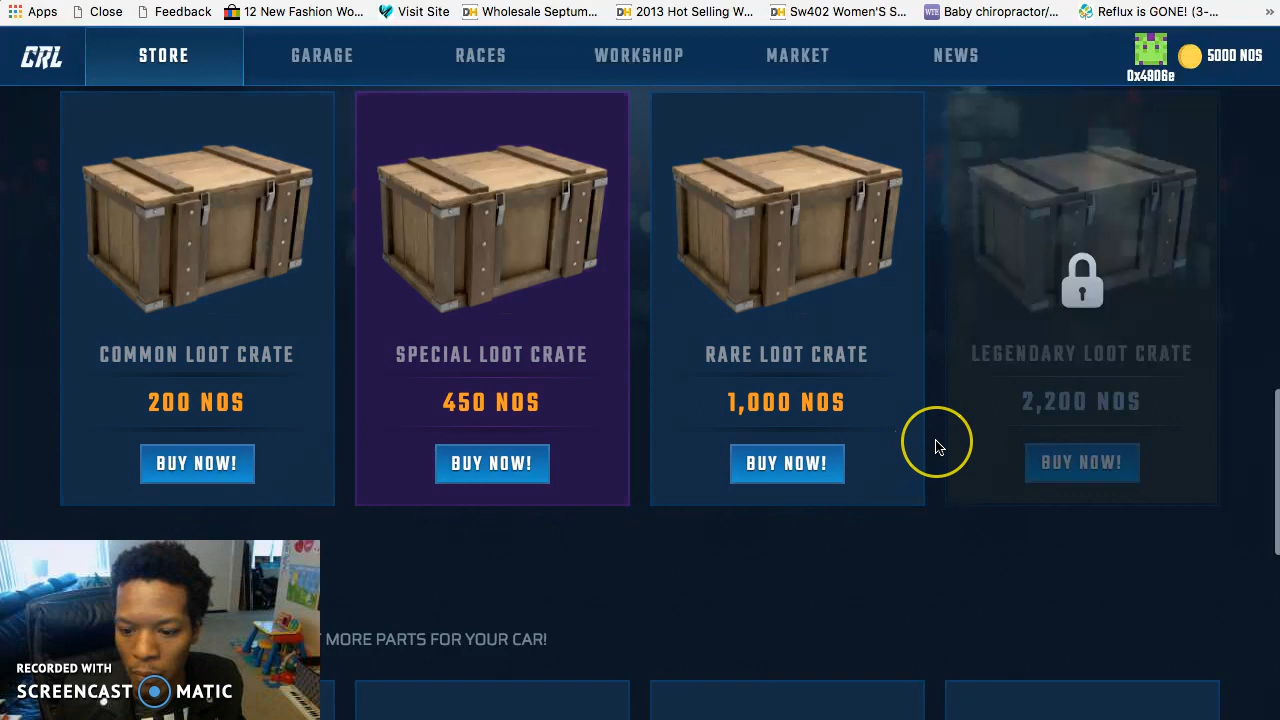 Apps Close Feedback 12 New Fashion Wo... Visit Site Wholesale Septum... 2013 Hot Selling W... Sw402 Women'S S... Baby chiropractor/... Reflux is GONE! (3-... »
CRL STORE GARAGE RACES WORKSHOP MARKET NEWS 0x4906e 5000 NOS
COMMON LOOT CRATE
200 NOS
BUY NOW!
SPECIAL LOOT CRATE
450 NOS
BUY NOW!
RARE LOOT CRATE
1,000 NOS
BUY NOW!
LEGENDARY LOOT CRATE
2,200 NOS
BUY NOW!
MORE PARTS FOR YOUR CAR!
RECORDED WITH
SCREENCAST MATIC